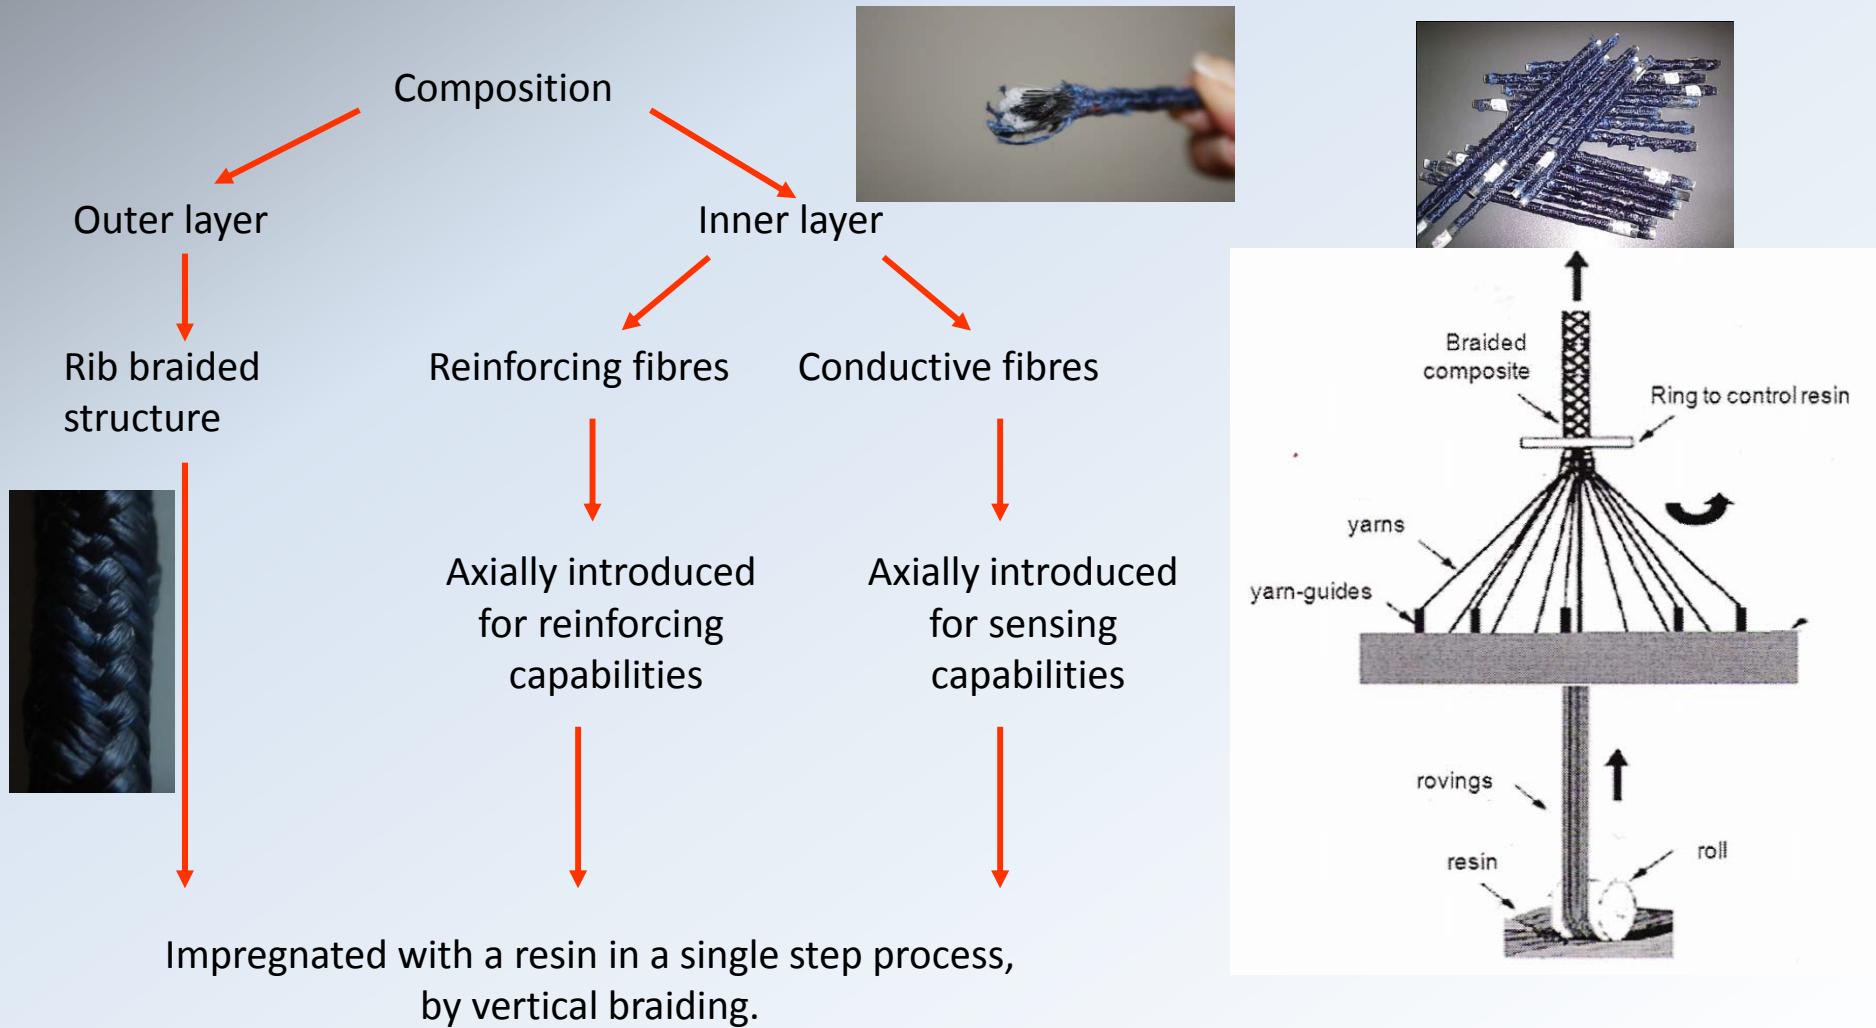 Composition
Outer layer
Inner layer
Rib braided
structure
Reinforcing fibres
Conductive fibres
Axially introduced
for reinforcing
capabilities
Axially introduced
for sensing
capabilities
Impregnated with a resin in a single step process,
by vertical braiding.
Braided
composite
Ring to control resin
yarns
yarn-guides
rovings
resin
roll